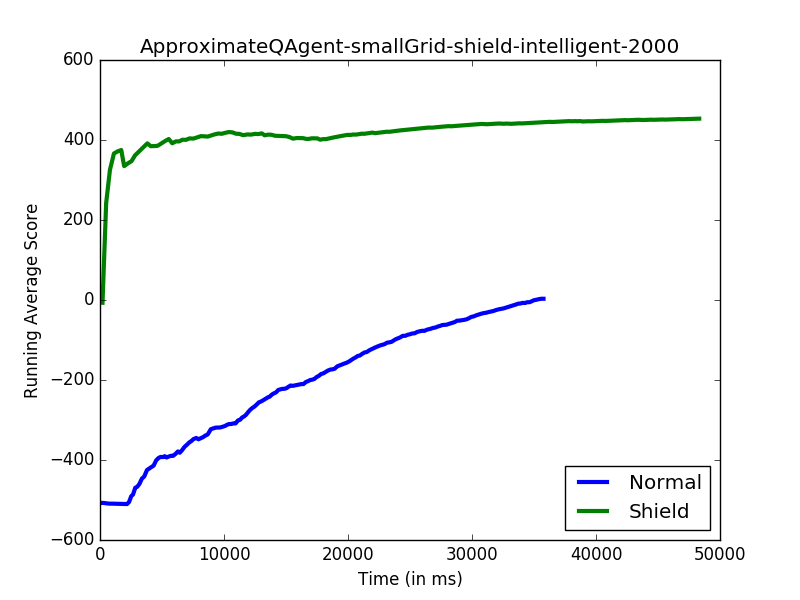 ApproximateQAgent-smallGrid-shield-intelligent-2000
600
400
200
0
−200
−400
−600
Running Average Score
0 10000 20000 30000 40000 50000
Time (in ms)
Normal
Shield